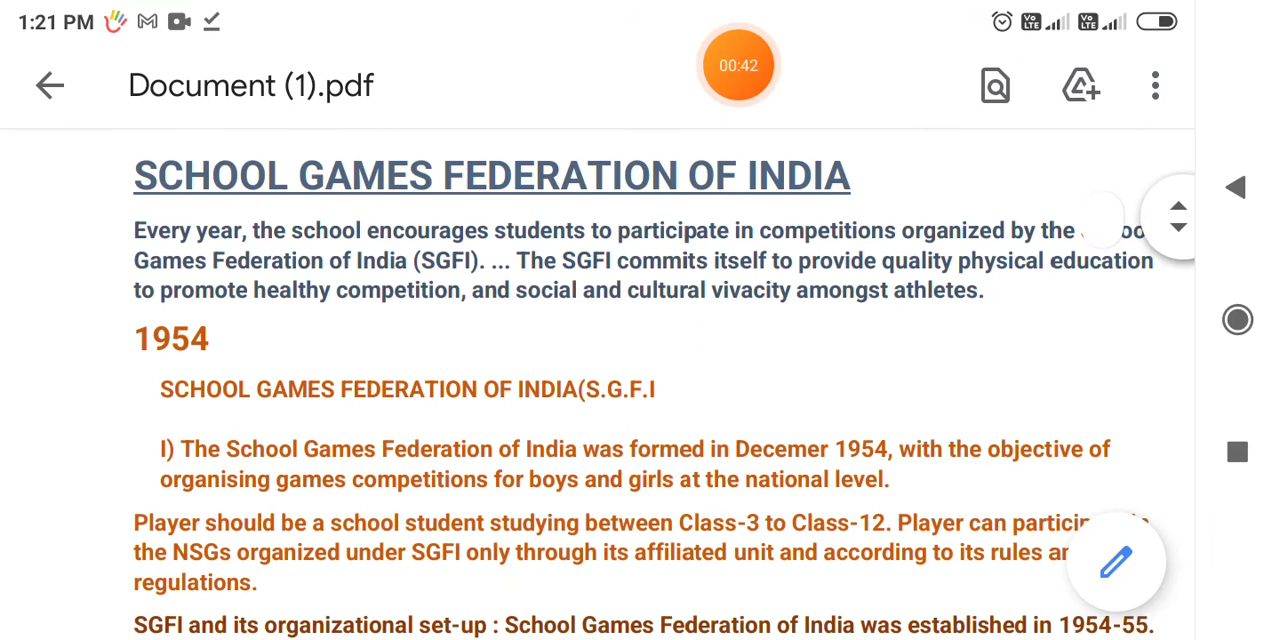 1:21 PM
Vo LTE Vo LTE
00:42
Document (1).pdf
SCHOOL GAMES FEDERATION OF INDIA
Every year, the school encourages students to participate in competitions organized by the
Games Federation of India (SGFI). ... The SGFI commits itself to provide quality physical education
to promote healthy competition, and social and cultural vivacity amongst athletes.
1954
SCHOOL GAMES FEDERATION OF INDIA(S.G.F.I
I) The School Games Federation of India was formed in Decemer 1954, with the objective of
organising games competitions for boys and girls at the national level.
Player should be a school student studying between Class-3 to Class-12. Player can
the NSGs organized under SGFI only through its affiliated unit and according to its rules
regulations.
SGFI and its organizational set-up : School Games Federation of India was established in 1954-55.